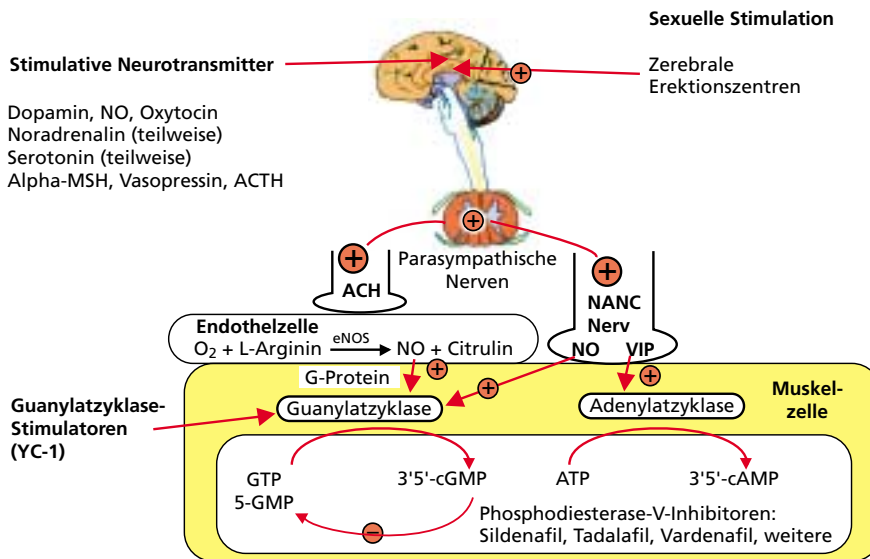 Sexuelle Stimulation
Stimulative Neurotransmitter
Zerebrale
Erektionszentren
+
Dopamin, NO, Oxytocin
Noradrenalin (teilweise)
Serotonin (teilweise)
Alpha-MSH, Vasopressin, ACTH
+
Parasympathische
Nerven
+
ACH
+
NANC
Nerv
NO VIP
Endothelzelle
O₂ + L-Arginin eNOS NO + Citrulin
+
+
+
G-Protein
Guanylatzyklase
Adenylatzyklase
Muskel-
zelle
Guanylatzyklase-
Stimulatoren
(YC-1)
GTP
5-GMP
3'5'-cGMP
ATP
3'5'-cAMP
−
Phosphodiesterase-V-Inhibitoren:
Sildenafil, Tadalafil, Vardenafil, weitere